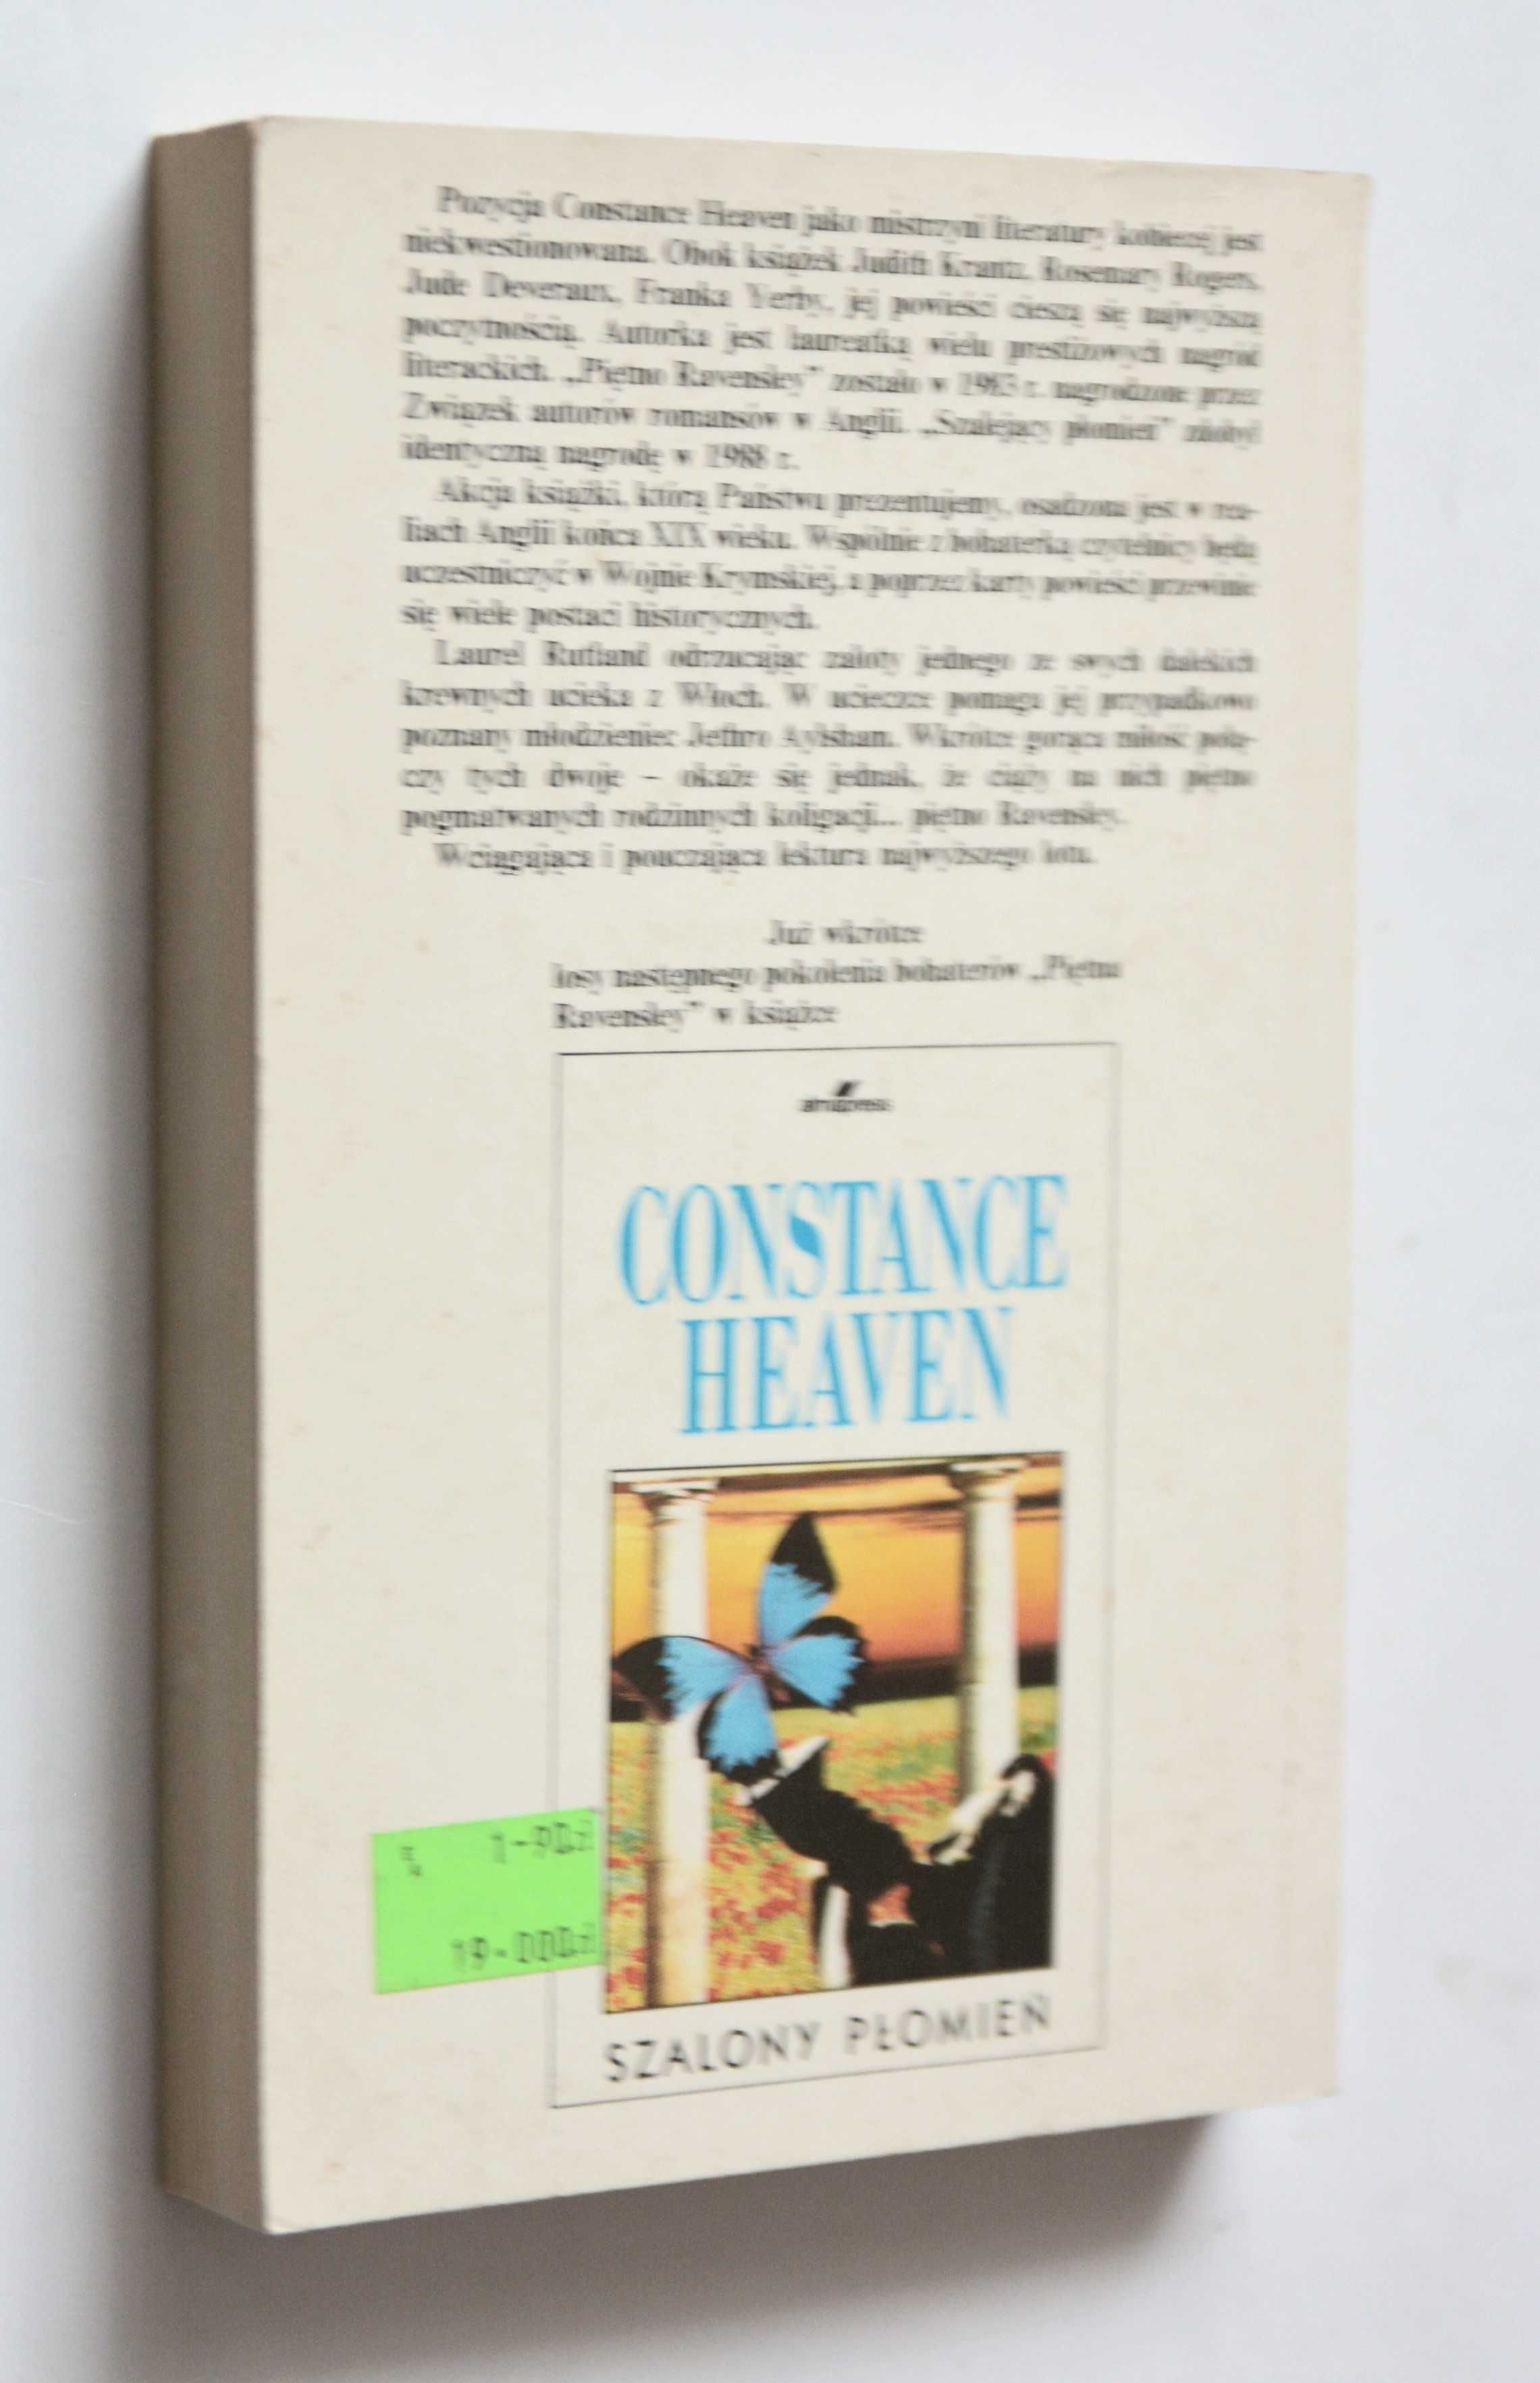 Pozycja Constance Heaven jako mistrzyni literatury kobiecej jest
niekwestionowana. Obok książek Judith Krantz, Rosemary Rogers,
Jude Deveraux, Franka Yerby, jej powieści cieszą się najwyższą
poczytnością. Autorka jest laureatką wielu prestiżowych nagród
literackich. „Piętno Ravensley” zostało w 1983 r. nagrodzone przez
Związek autorów romansów w Anglii. „Szalejący płomień” zdobył
identyczną nagrodę w 1988 r.
Akcja książki, którą Państwu prezentujemy, osadzona jest w rea-
liach Anglii końca XIX wieku. Wspólnie z bohaterką czytelnicy będą
uczestniczyć w Wojnie Krymskiej, a poprzez karty powieści przewinie
się wiele postaci historycznych.
Laurel Rutland odrzucając zaloty jednego ze swych dalekich
krewnych ucieka z Włoch. W ucieczce pomaga jej przypadkowo
poznany młodzieniec Jethro Aylshan. Wkrótce gorąca miłość połą-
czy tych dwoje – okaże się jednak, że ciąży na nich piętno
pogmatwanych rodzinnych koligacji... piętno Ravensley.
Wciągająca i pouczająca lektura najwyższego lotu.
Już wkrótce
losy następnego pokolenia bohaterów „Piętna
Ravensley” w książce
CONSTANCE
HEAVEN
1-90zł
19-000zł
SZALONY PŁOMIEŃ